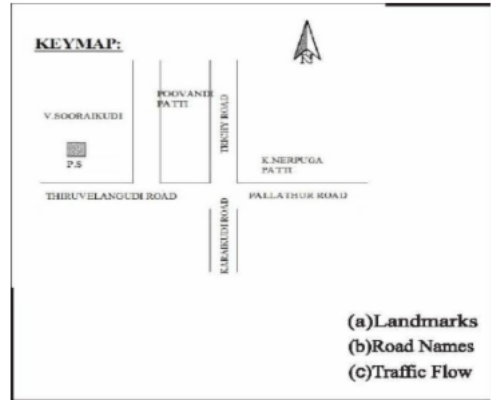 KEYMAP:
N
POOVANDI
PATTI
TRICHY ROAD
V.SOORAIKUDI
P.S
K.NERPUGA
PATTI
THIRUVELANGUDI ROAD
PALLATHUR ROAD
KARAIKUDI ROAD
(a)Landmarks
(b)Road Names
(c)Traffic Flow